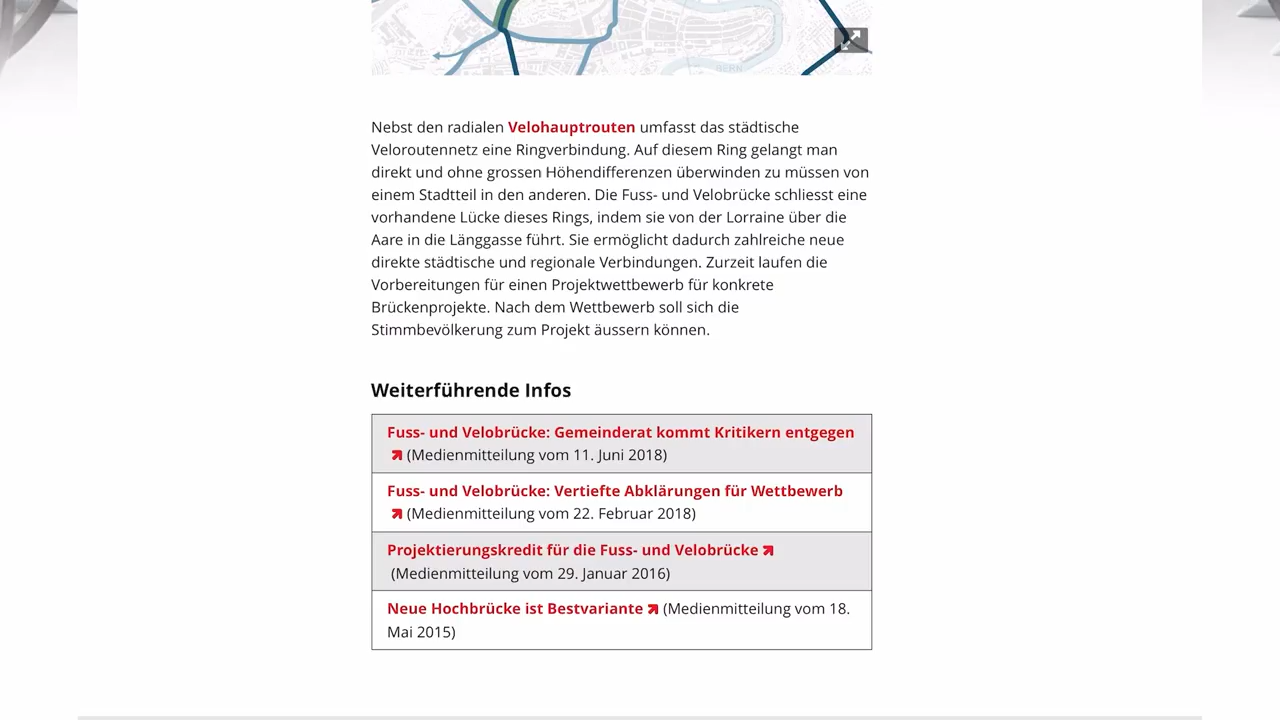 BERN
Nebst den radialen Velohauptrouten umfasst das städtische
Veloroutennetz eine Ringverbindung. Auf diesem Ring gelangt man
direkt und ohne grossen Höhendifferenzen überwinden zu müssen von
einem Stadtteil in den anderen. Die Fuss- und Velobrücke schliesst eine
vorhandene Lücke dieses Rings, indem sie von der Lorraine über die
Aare in die Länggasse führt. Sie ermöglicht dadurch zahlreiche neue
direkte städtische und regionale Verbindungen. Zurzeit laufen die
Vorbereitungen für einen Projektwettbewerb für konkrete
Brückenprojekte. Nach dem Wettbewerb soll sich die
Stimmbevölkerung zum Projekt äussern können.
Weiterführende Infos
Fuss- und Velobrücke: Gemeinderat kommt Kritikern entgegen
(Medienmitteilung vom 11. Juni 2018)
Fuss- und Velobrücke: Vertiefte Abklärungen für Wettbewerb
(Medienmitteilung vom 22. Februar 2018)
Projektierungskredit für die Fuss- und Velobrücke
(Medienmitteilung vom 29. Januar 2016)
Neue Hochbrücke ist Bestvariante (Medienmitteilung vom 18.
Mai 2015)